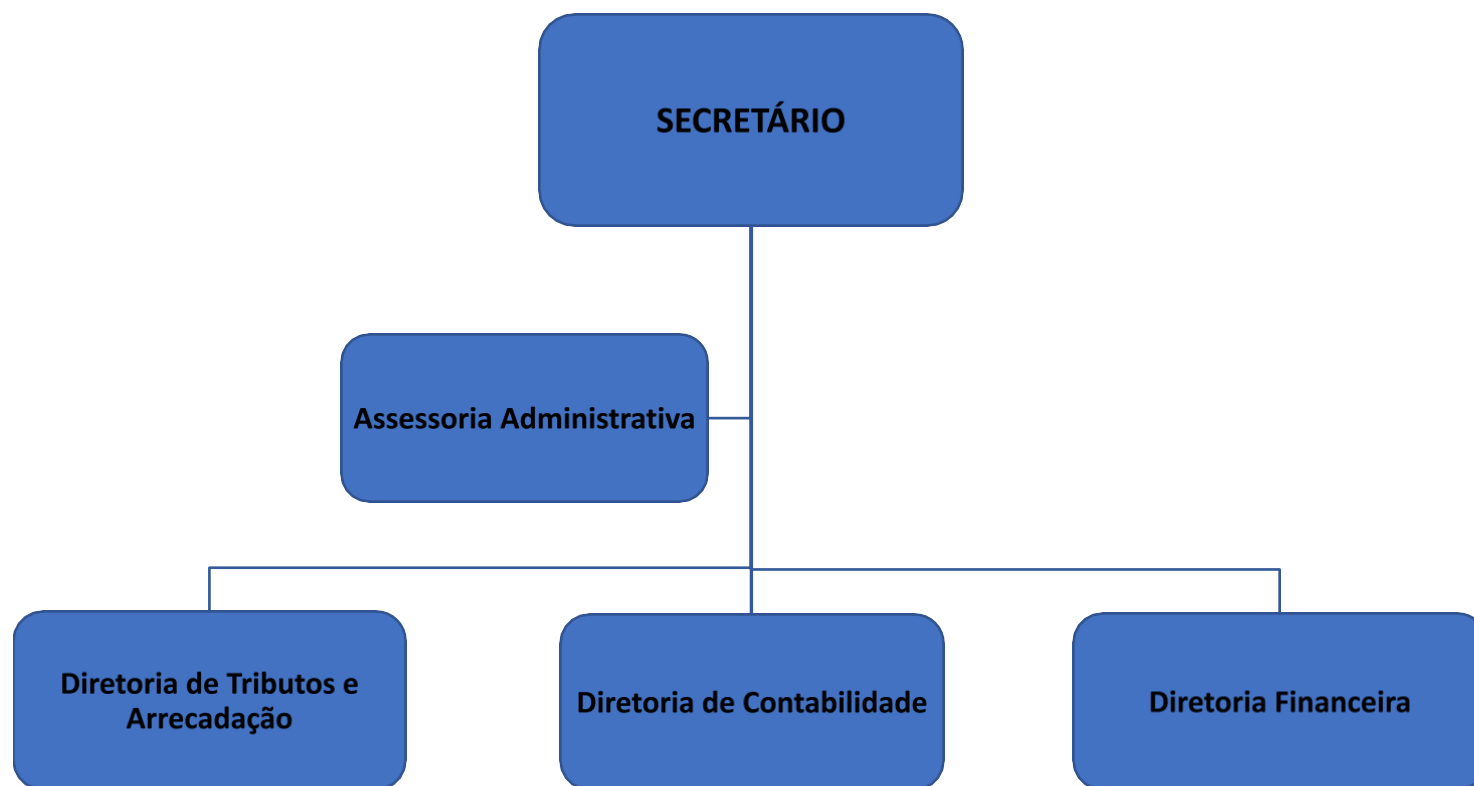 SECRETÁRIO
Assessoria Administrativa
Diretoria de Tributos e
Arrecadação
Diretoria de Contabilidade
Diretoria Financeira